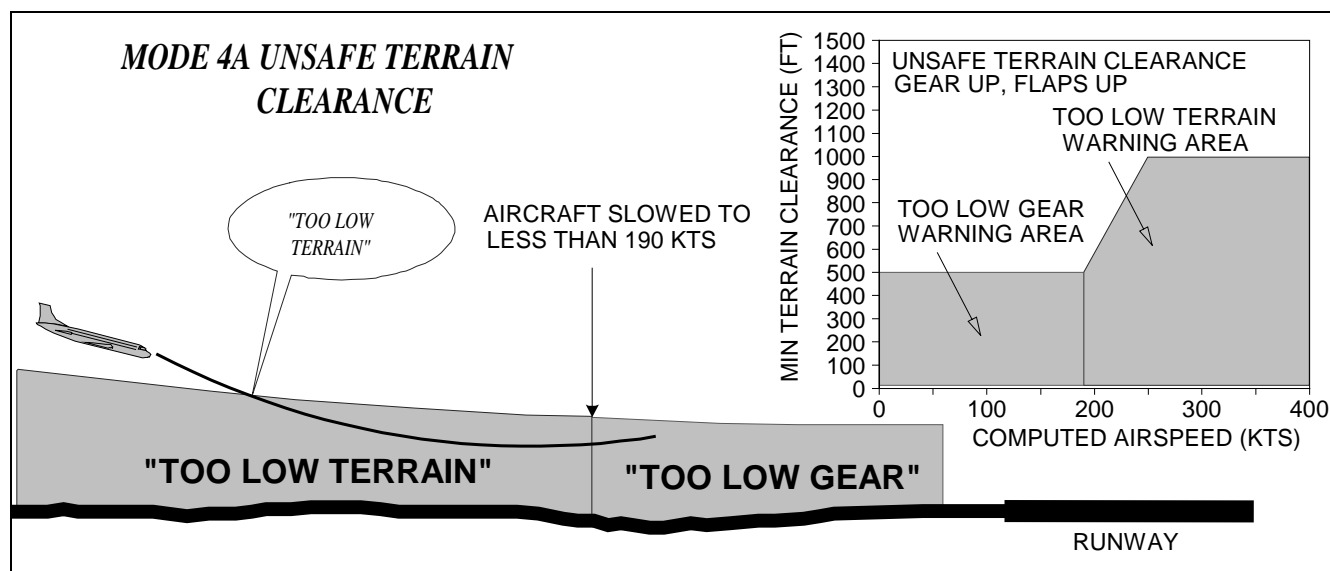 MODE 4A UNSAFE TERRAIN
CLEARANCE
"TOO LOW
TERRAIN"
AIRCRAFT SLOWED TO
LESS THAN 190 KTS
"TOO LOW TERRAIN"
"TOO LOW GEAR"
RUNWAY
MIN TERRAIN CLEARANCE (FT)
1500
1400
1300
1200
1100
1000
900
800
700
600
500
400
300
200
100
0
UNSAFE TERRAIN CLEARANCE
GEAR UP, FLAPS UP
TOO LOW TERRAIN
WARNING AREA
TOO LOW GEAR
WARNING AREA
0 100 200 300 400
COMPUTED AIRSPEED (KTS)